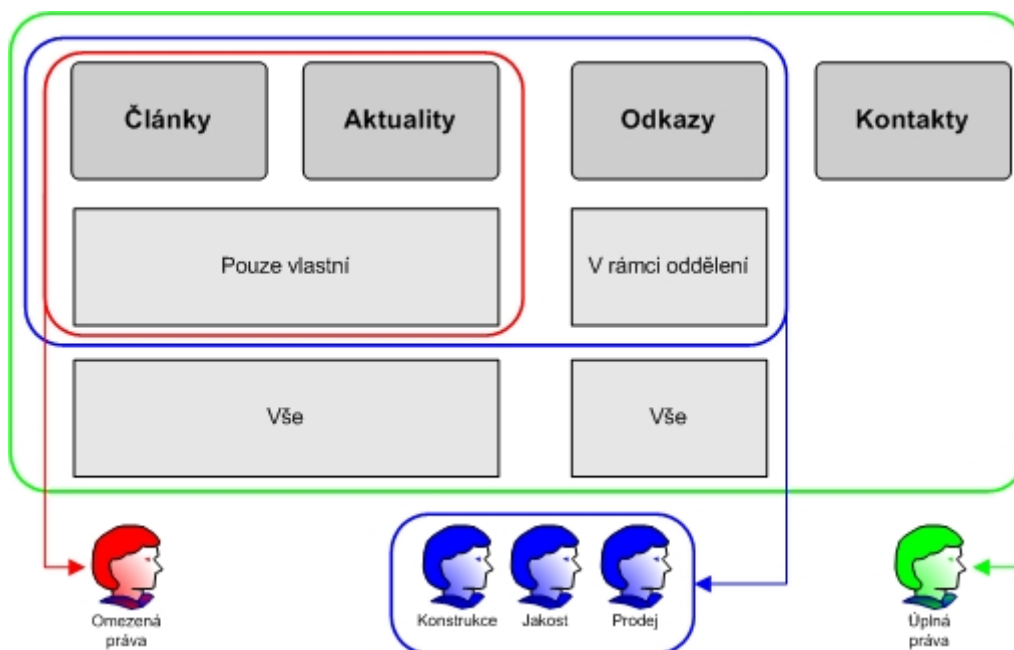 Články
Aktuality
Odkazy
Kontakty
Pouze vlastní
V rámci oddělení
Vše
Vše
Omezená
práva
Konstrukce
Jakost
Prodej
Úplná
práva